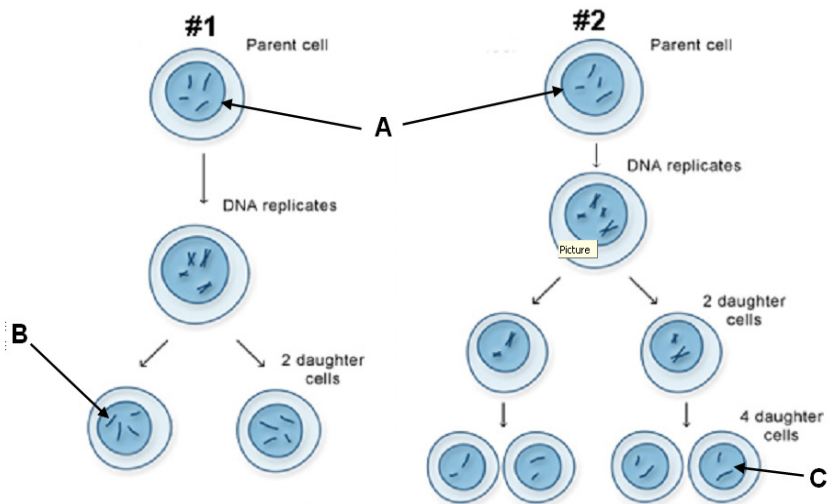 #1
Parent cell
A
DNA replicates
B
2 daughter
cells
#2
Parent cell
DNA replicates
Picture
2 daughter
cells
4 daughter
cells
C